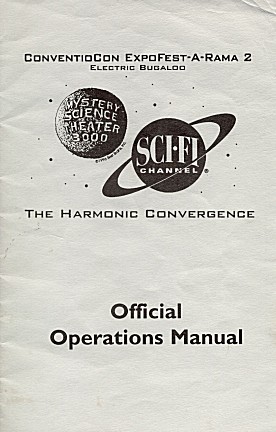 ConventioCon ExpoFest-A-Rama 2
Electric Bugaloo
MYSTERY
SCIENCE
THEATER
3000
SCI-FI
CHANNEL ®
The Harmonic Convergence
Official
Operations Manual